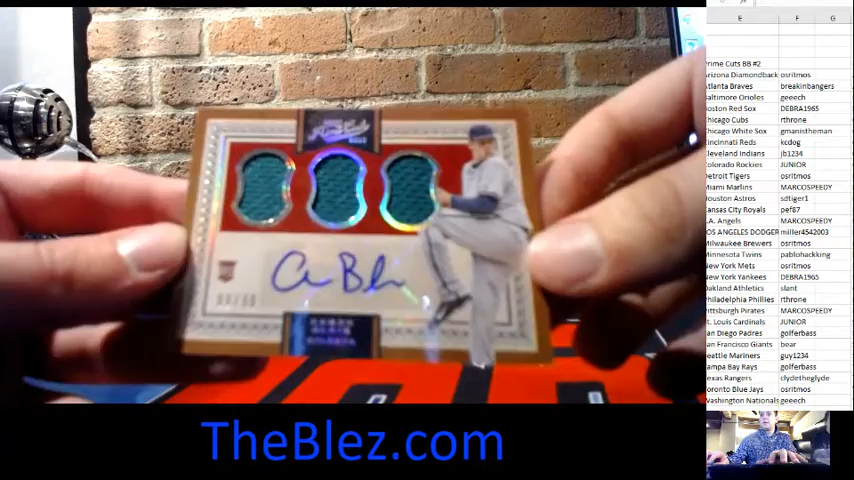 E F G
Prime Cuts BB #2
Arizona Diamondback osritmos
Atlanta Braves breakinbangers
Baltimore Orioles geeech
Boston Red Sox DEBRA1965
Chicago Cubs rthrone
Chicago White Sox gmanistheman
Cincinnati Reds kcdog
Cleveland Indians jb1234
Colorado Rockies JUNIOR
Detroit Tigers osritmos
Miami Marlins MARCOSPEEDY
Houston Astros sdtiger1
Kansas City Royals pef87
L.A. Angels MARCOSPEEDY
LOS ANGELES DODGER miller4542003
Milwaukee Brewers osritmos
Minnesota Twins pablohackking
New York Mets osritmos
New York Yankees DEBRA1965
Oakland Athletics slant
Philadelphia Phillies rthrone
Pittsburgh Pirates MARCOSPEEDY
St. Louis Cardinals JUNIOR
San Diego Padres golferbass
San Francisco Giants bear
Seattle Mariners guy1234
Tampa Bay Rays golferbass
Texas Rangers clydetheglyde
Toronto Blue Jays osritmos
Washington Nationals geeech
TheBlez.com